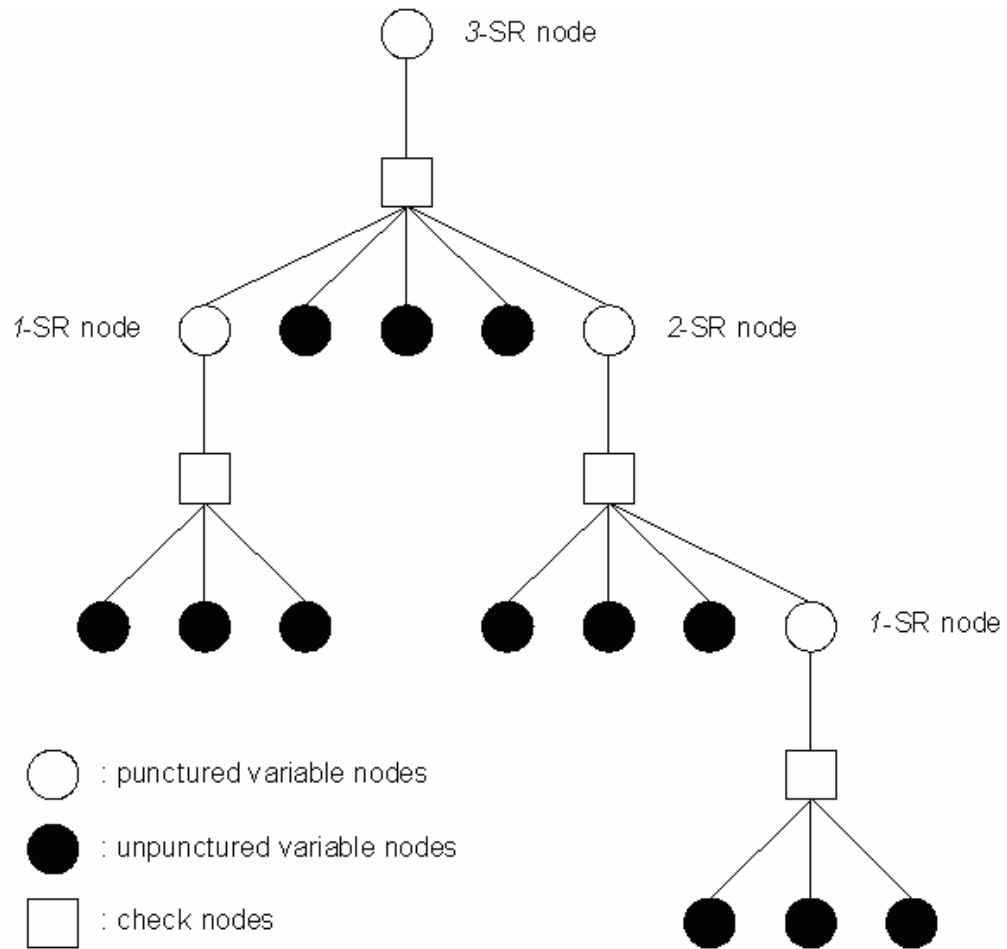 3-SR node
1-SR node
2-SR node
1-SR node
: punctured variable nodes
: unpunctured variable nodes
: check nodes